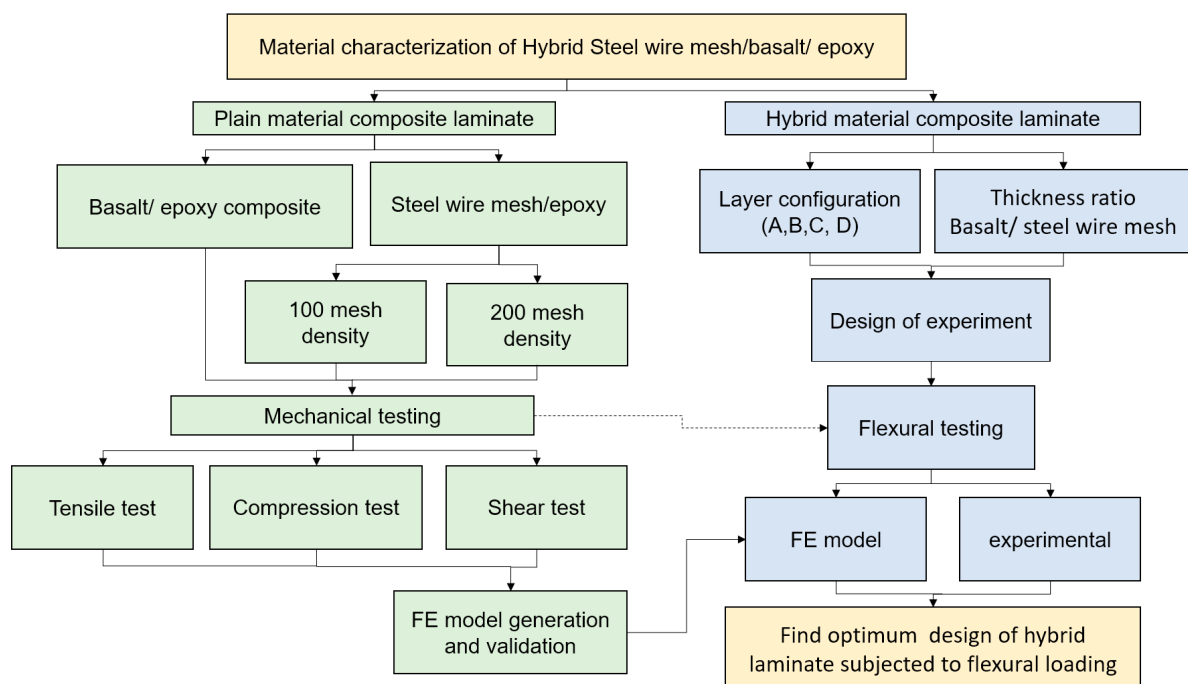 Material characterization of Hybrid Steel wire mesh/basalt/ epoxy
Plain material composite laminate
Hybrid material composite laminate
Basalt/ epoxy composite
Steel wire mesh/epoxy
Layer configuration
(A,B,C, D)
Thickness ratio
Basalt/ steel wire mesh
100 mesh
density
200 mesh
density
Design of experiment
Mechanical testing
Flexural testing
Tensile test
Compression test
Shear test
FE model
experimental
FE model generation
and validation
Find optimum design of hybrid
laminate subjected to flexural loading